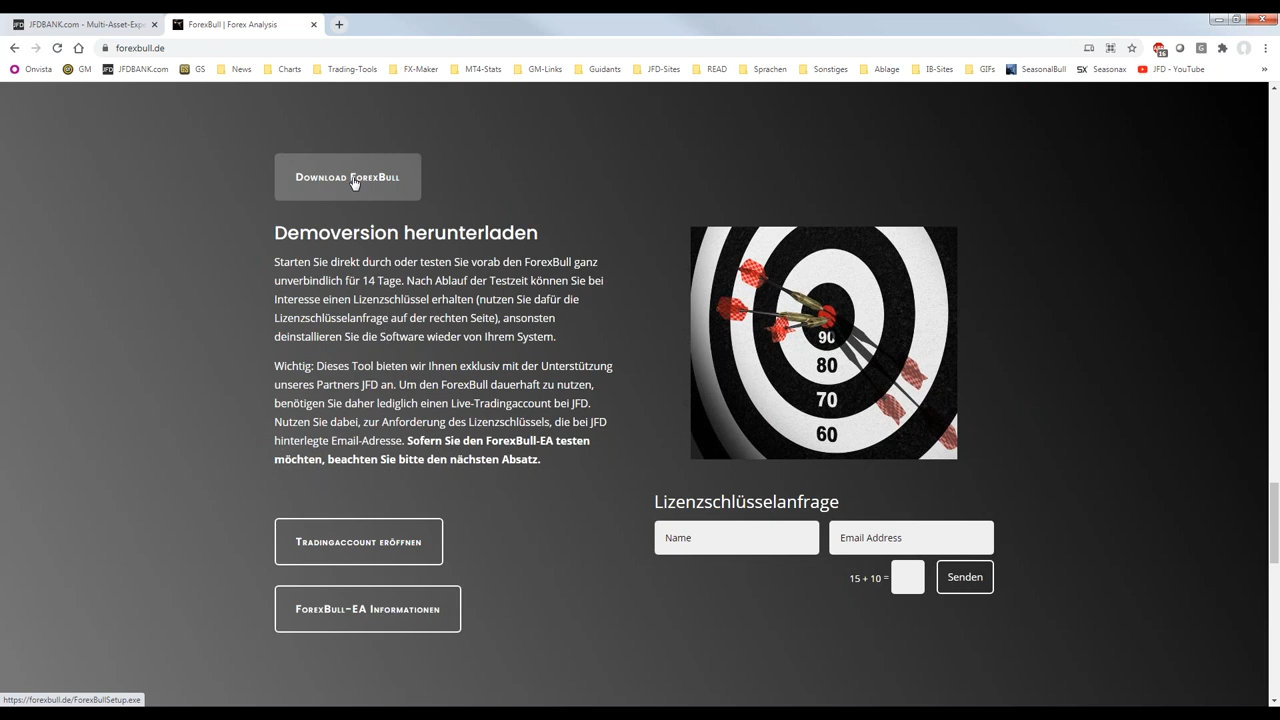 JFDBANK.com - Multi-Asset-Expe
ForexBull | Forex Analysis
forexbull.de
Onvista GM JFDBANK.com GS News Charts Trading-Tools FX-Maker MT4-Stats GM-Links Guidants JFD-Sites READ Sprachen Sonstiges Ablage IB-Sites GIFs SeasonalBull SX Seasonax JFD - YouTube »
Download ForexBull
Demoversion herunterladen
Starten Sie direkt durch oder testen Sie vorab den ForexBull ganz
unverbindlich für 14 Tage. Nach Ablauf der Testzeit können Sie bei
Interesse einen Lizenzschlüssel erhalten (nutzen Sie dafür die
Lizenzschlüsselanfrage auf der rechten Seite), ansonsten
deinstallieren Sie die Software wieder von Ihrem System.
Wichtig: Dieses Tool bieten wir Ihnen exklusiv mit der Unterstützung
unseres Partners JFD an. Um den ForexBull dauerhaft zu nutzen,
benötigen Sie daher lediglich einen Live-Tradingaccount bei JFD.
Nutzen Sie dabei, zur Anforderung des Lizenzschlüssels, die bei JFD
hinterlegte Email-Adresse. Sofern Sie den ForexBull-EA testen
möchten, beachten Sie bitte den nächsten Absatz.
Tradingaccount eröffnen
ForexBull-EA Informationen
90
80
70
60
Lizenzschlüsselanfrage
Name
Email Address
15 + 10 =
Senden
https://forexbull.de/ForexBullSetup.exe